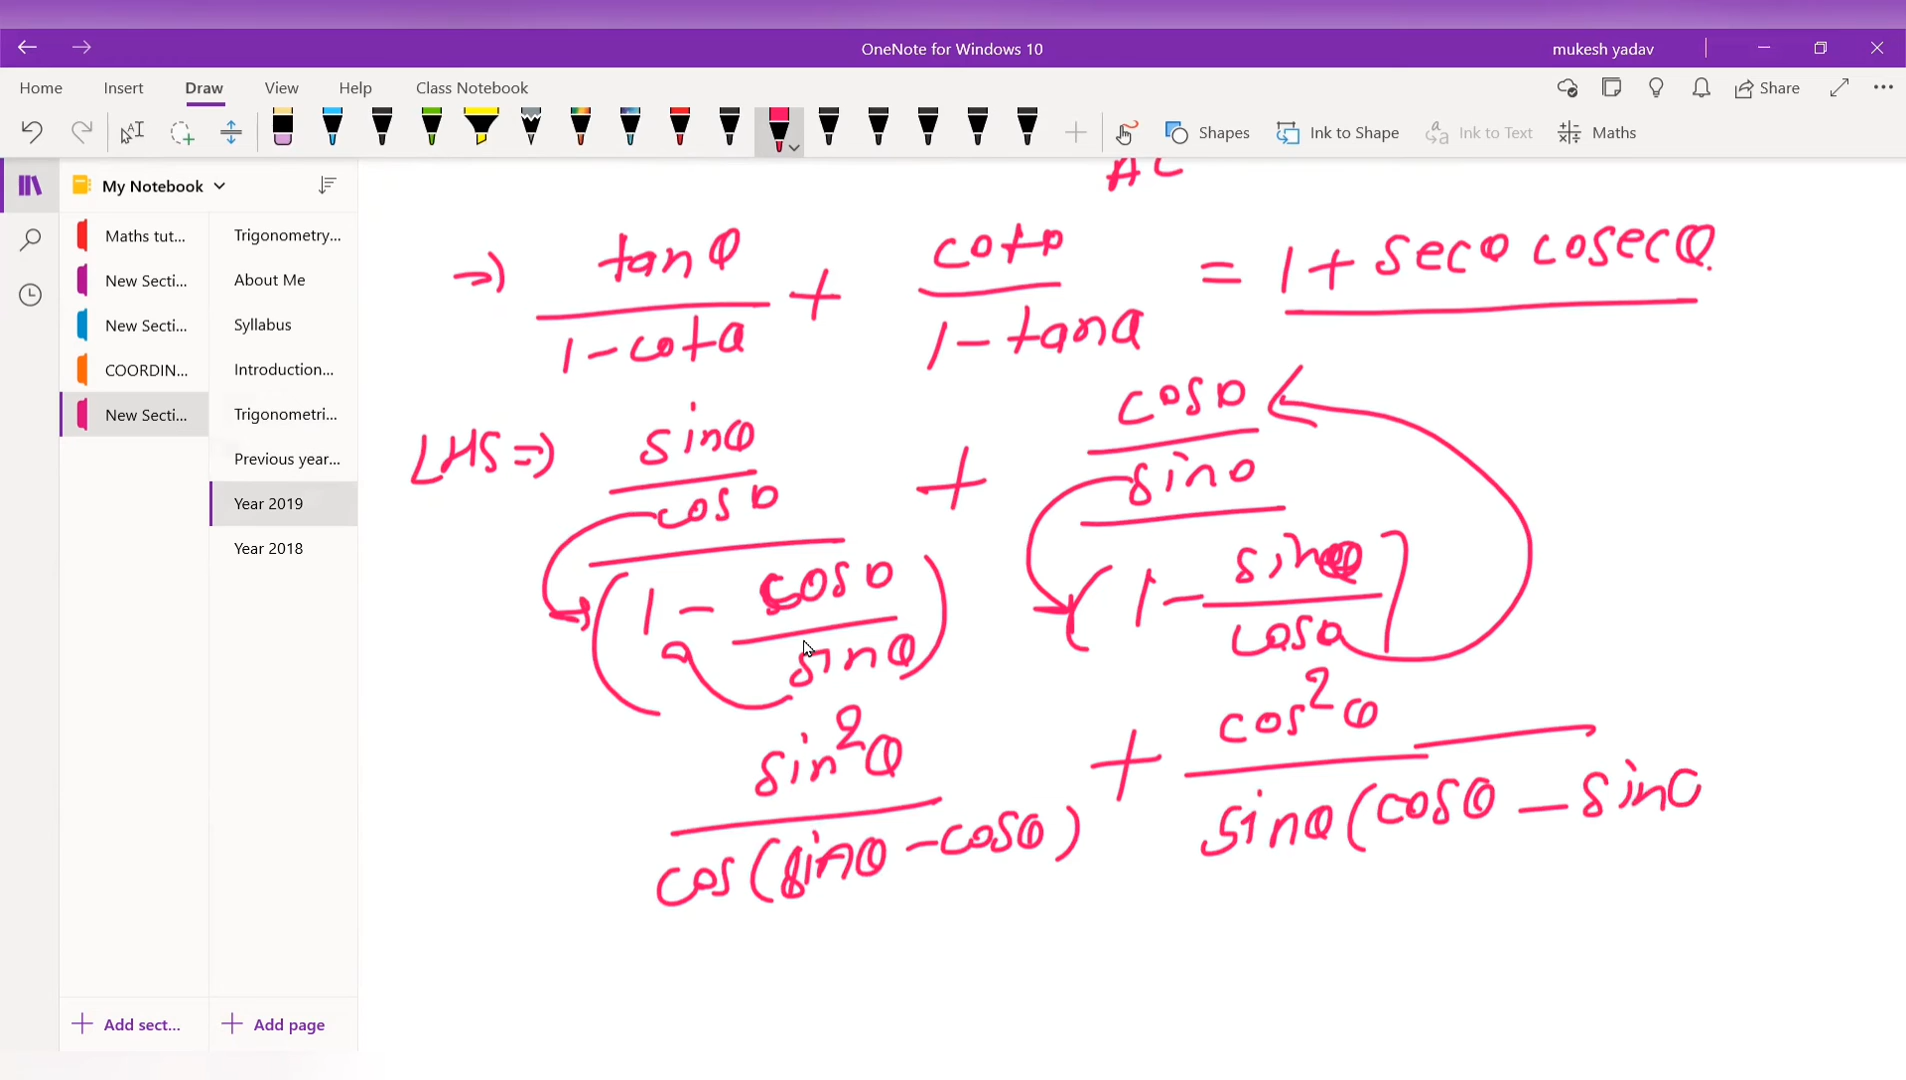 OneNote for Windows 10
mukesh yadav
Home Insert Draw View Help Class Notebook
Share
Shapes Ink to Shape Ink to Text Maths
My Notebook
Maths tut...
New Secti...
New Secti...
COORDIN...
New Secti...
Trigonometry...
About Me
Syllabus
Introduction...
Trigonometri...
Previous year...
Year 2019
Year 2018
Add sect...
Add page
AC
⇒ tanθ/(1-cotθ) + cotθ/(1-tanθ) = 1+secθ cosecθ.
LHS ⇒ (sinθ/cosθ)/(1-cosθ/sinθ) + (cosθ/sinθ)/(1-sinθ/cosθ)
sin²θ/cos(sinθ-cosθ) + cos²θ/sinθ(cosθ-sinθ